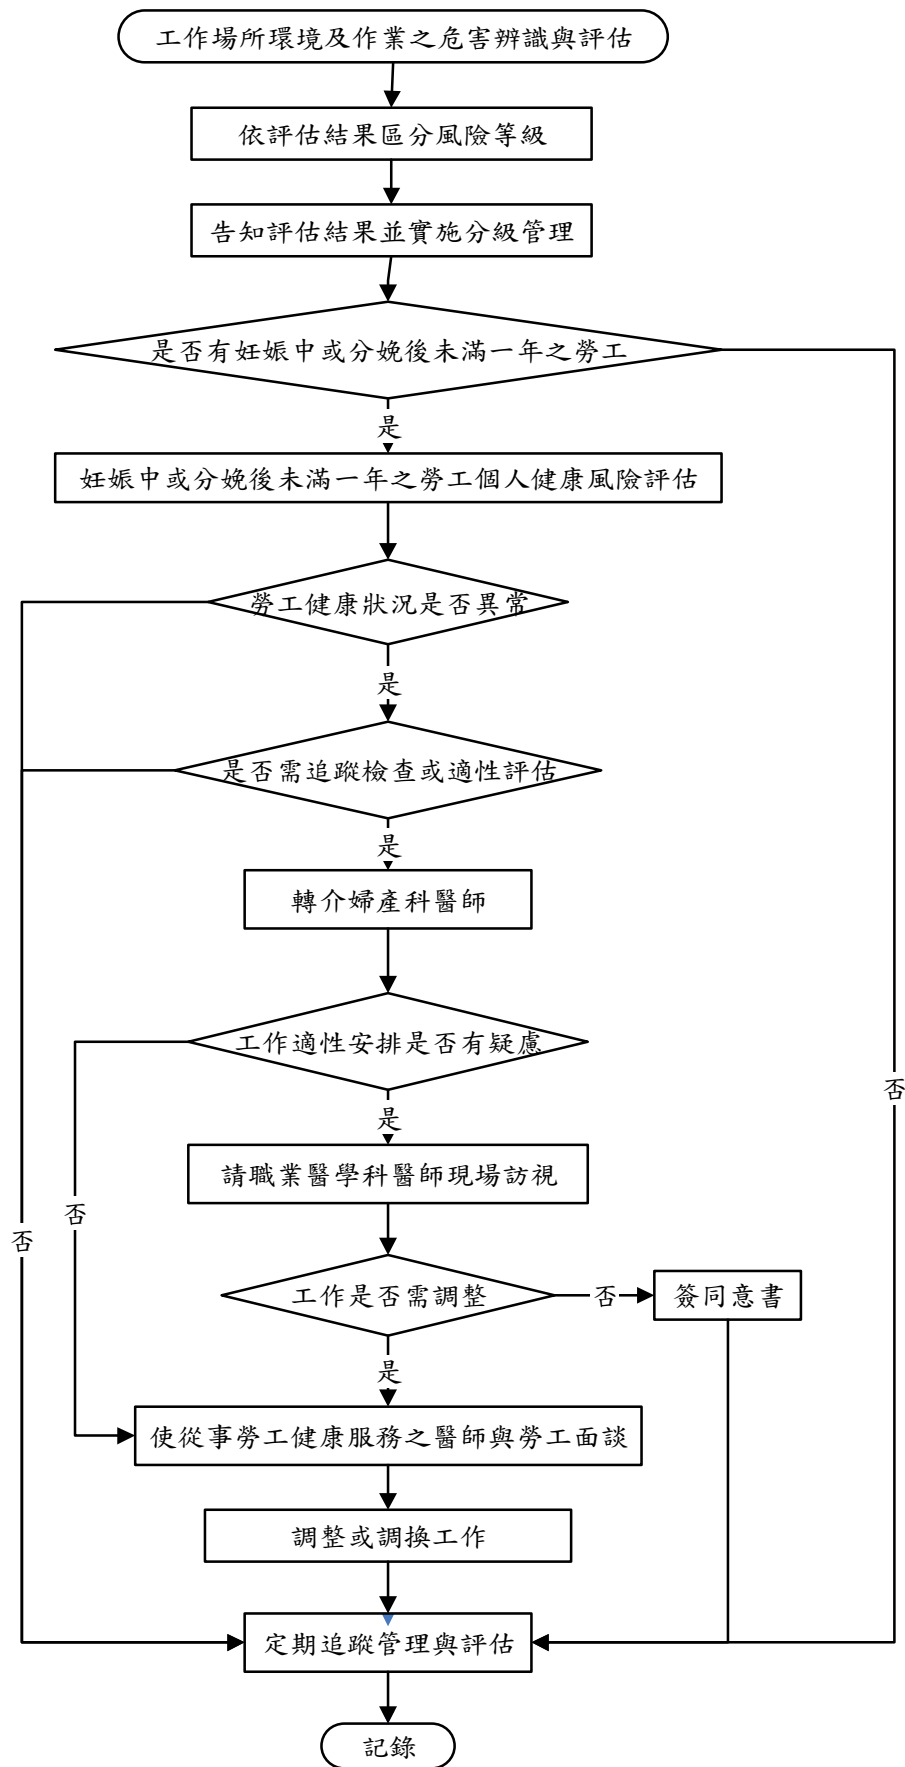 工作場所環境及作業之危害辨識與評估
依評估結果區分風險等級
告知評估結果並實施分級管理
是否有妊娠中或分娩後未滿一年之勞工
是
妊娠中或分娩後未滿一年之勞工個人健康風險評估
勞工健康狀況是否異常
是
是否需追蹤檢查或適性評估
是
轉介婦產科醫師
工作適性安排是否有疑慮
否
是
請職業醫學科醫師現場訪視
否
否
工作是否需調整
否
簽同意書
是
使從事勞工健康服務之醫師與勞工面談
調整或調換工作
定期追蹤管理與評估
記錄